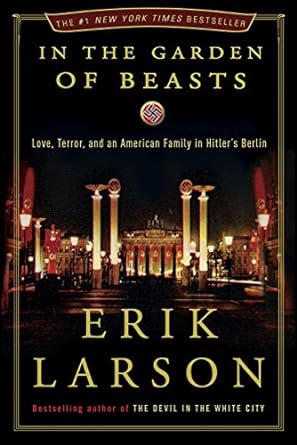 THE #1 NEW YORK TIMES BESTSELLER
IN THE GARDEN
OF BEASTS
Love, Terror, and an American Family in Hitler's Berlin
ERIK
LARSON
Bestselling author of THE DEVIL IN THE WHITE CITY